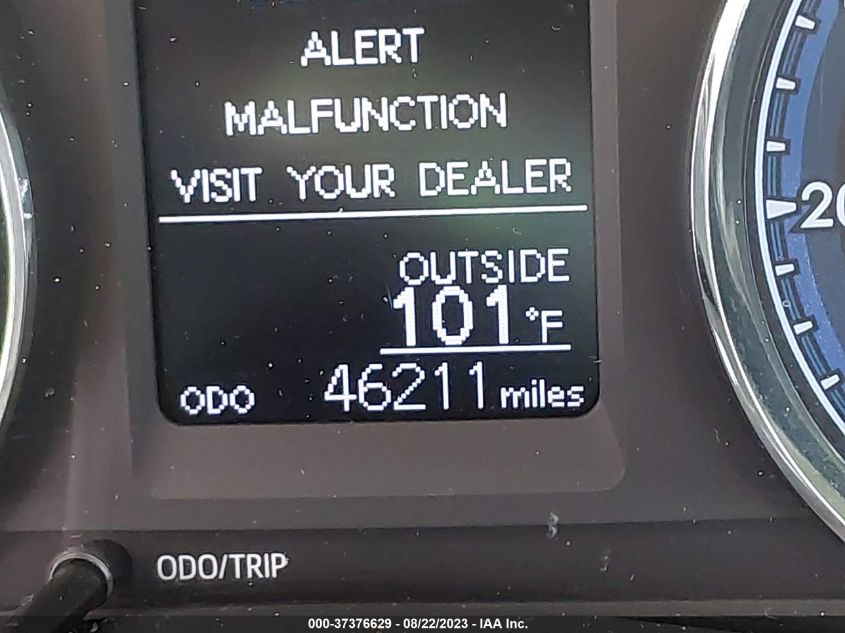 ALERT
MALFUNCTION
VISIT YOUR DEALER
OUTSIDE
101°F
ODO 46211 miles
ODO/TRIP
000-37376629 - 08/22/2023 - IAA Inc.